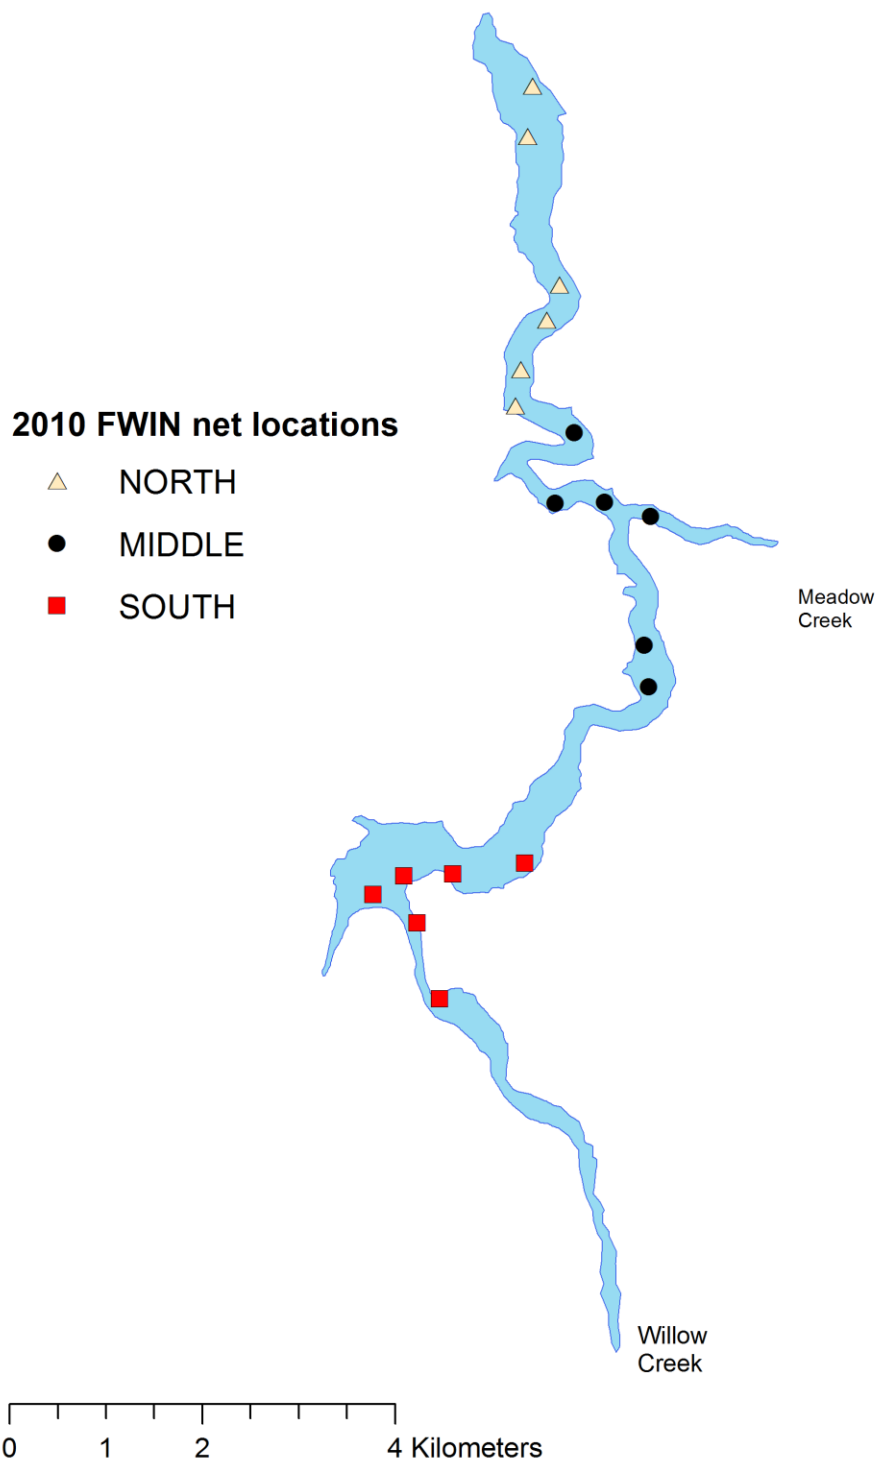 2010 FWIN net locations
NORTH
MIDDLE
SOUTH
Meadow
Creek
Willow
Creek
0 1 2 4 Kilometers